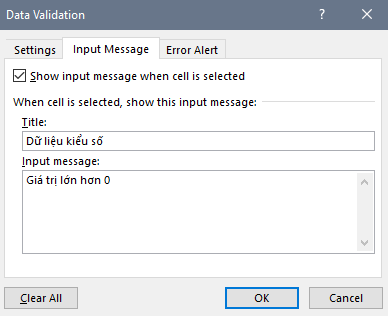 Data Validation
? ×
Settings Input Message Error Alert
Show input message when cell is selected
When cell is selected, show this input message:
Title:
Dữ liệu kiểu số
Input message:
Giá trị lớn hơn 0
Clear All OK Cancel